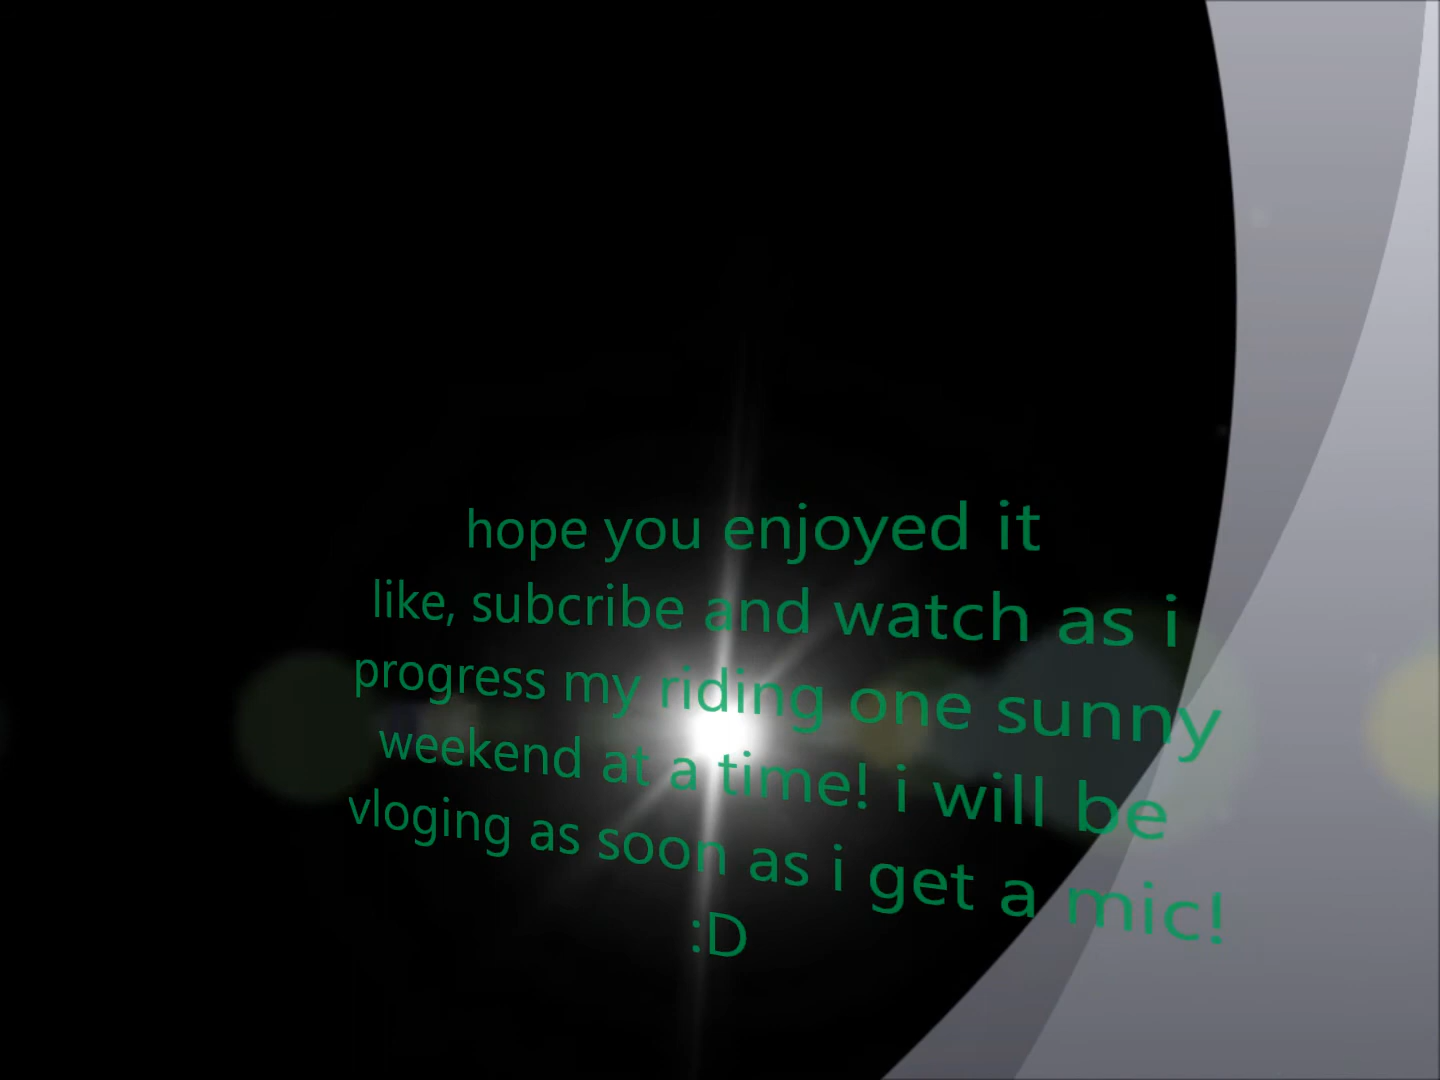 hope you enjoyed it
like, subcribe and watch as i
progress my riding one sunny
weekend at a time! i will be
vloging as soon as i get a mic!
:D